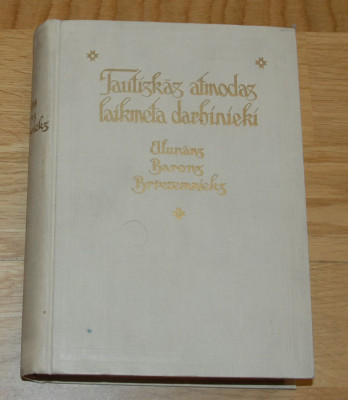 Tautiskās atmodas
laikmeta darbinieki
Alunāns
Barons
Brīvzemnieks